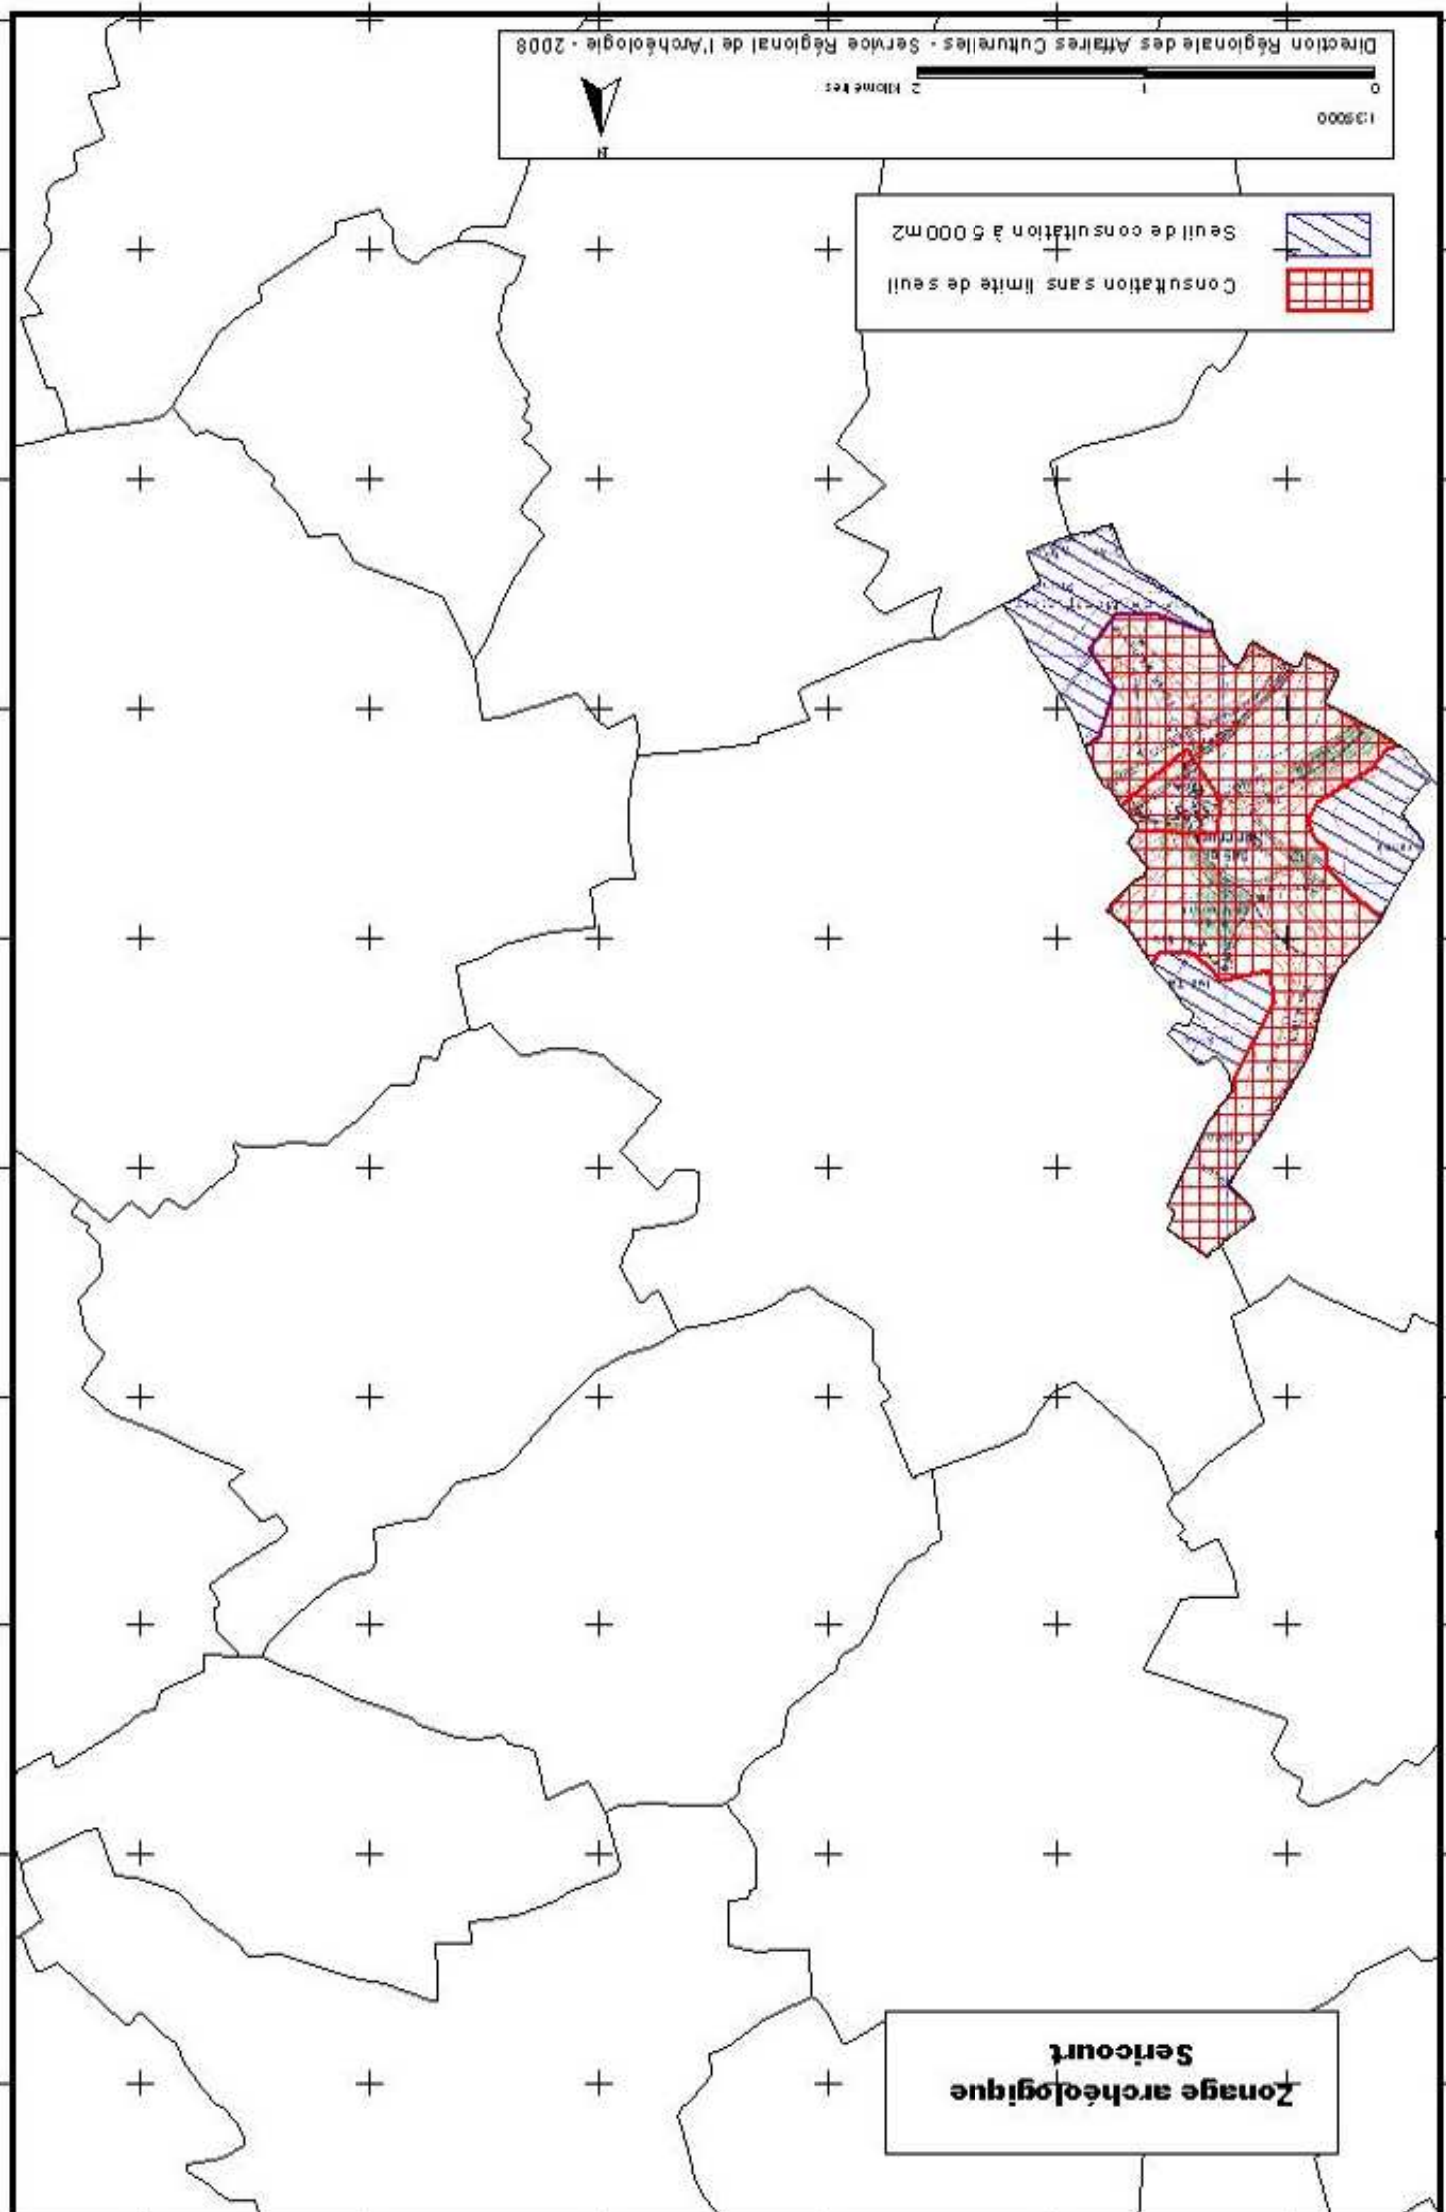 Zonage archéologique
Sericourt
Consultation sans limite de seuil
Seuil de consultation à 5 000 m2
1:35000
0 1 2 Kilomètres
N
Direction Régionale des Affaires Culturelles - Service Régional de l'Archéologie - 2008